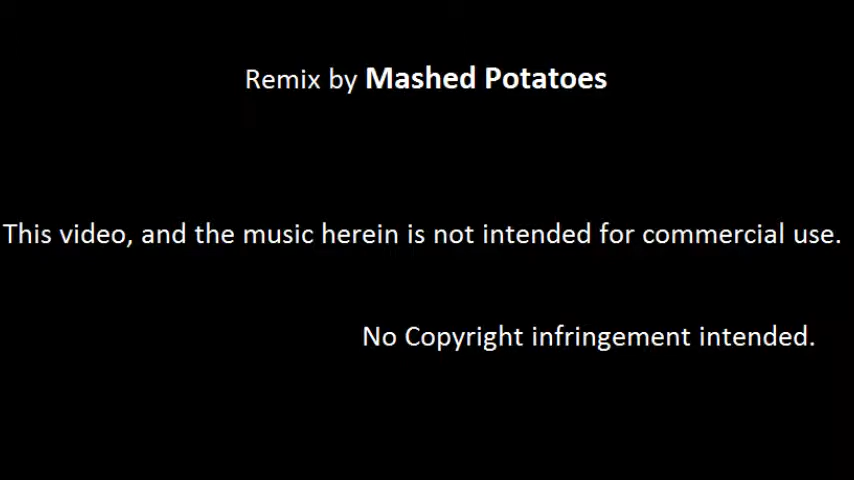 Remix by Mashed Potatoes
This video, and the music herein is not intended for commercial use.
No Copyright infringement intended.